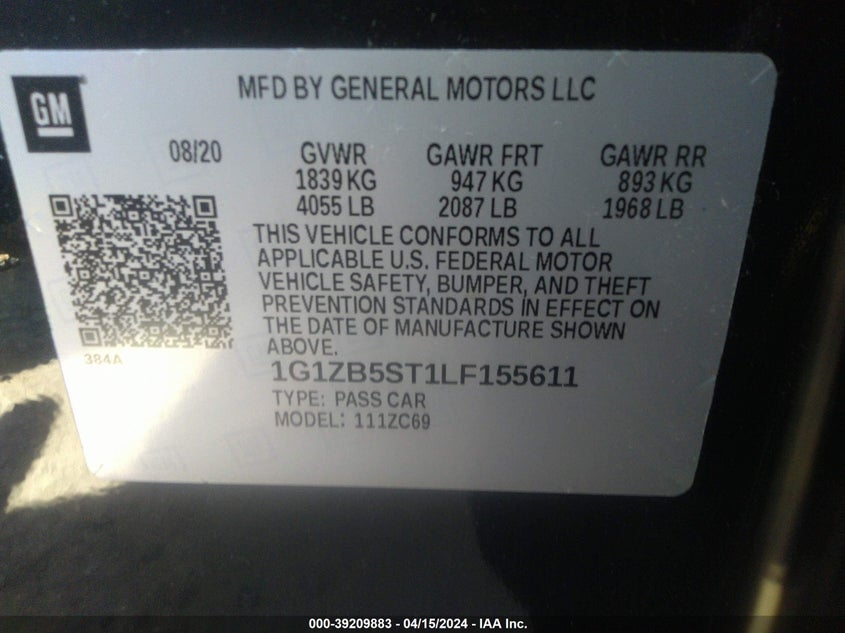 GM
MFD BY GENERAL MOTORS LLC
08/20 GVWR GAWR FRT GAWR RR
1839 KG 947 KG 893 KG
4055 LB 2087 LB 1968 LB
THIS VEHICLE CONFORMS TO ALL
APPLICABLE U.S. FEDERAL MOTOR
VEHICLE SAFETY, BUMPER, AND THEFT
PREVENTION STANDARDS IN EFFECT ON
THE DATE OF MANUFACTURE SHOWN
ABOVE.
384A
1G1ZB5ST1LF155611
TYPE: PASS CAR
MODEL: 111ZC69
000-39209883 - 04/15/2024 - IAA Inc.